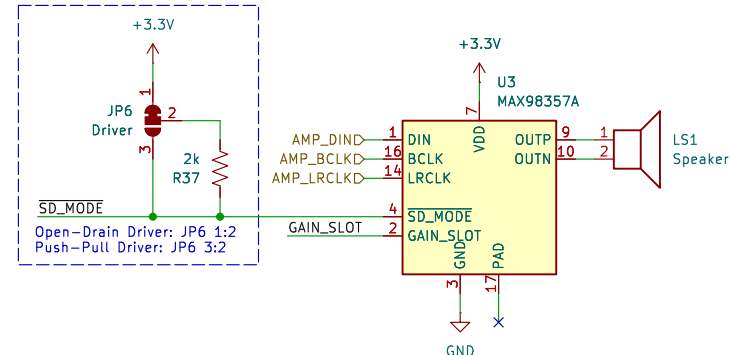 +3.3V
1
JP6
2
Driver
3
2k
R37
SD_MODE
Open-Drain Driver: JP6 1:2
Push-Pull Driver: JP6 3:2
+3.3V
U3
MAX98357A
7
VDD
AMP_DIN
1
DIN
AMP_BCLK
16
BCLK
AMP_LRCLK
14
LRCLK
4
SD_MODE
GAIN_SLOT
2
GAIN_SLOT
OUTP
9
1
OUTN
10
2
LS1
Speaker
GND
3
PAD
17
GND